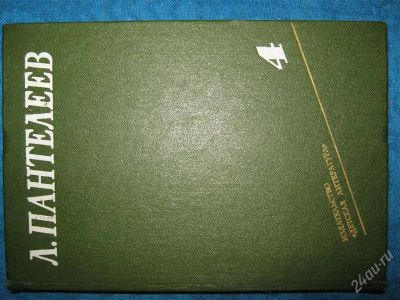 Л. ПАНТЕЛЕЕВ
4
ИЗДАТЕЛЬСТВО
«ДЕТСКАЯ ЛИТЕРАТУРА»
24au.ru